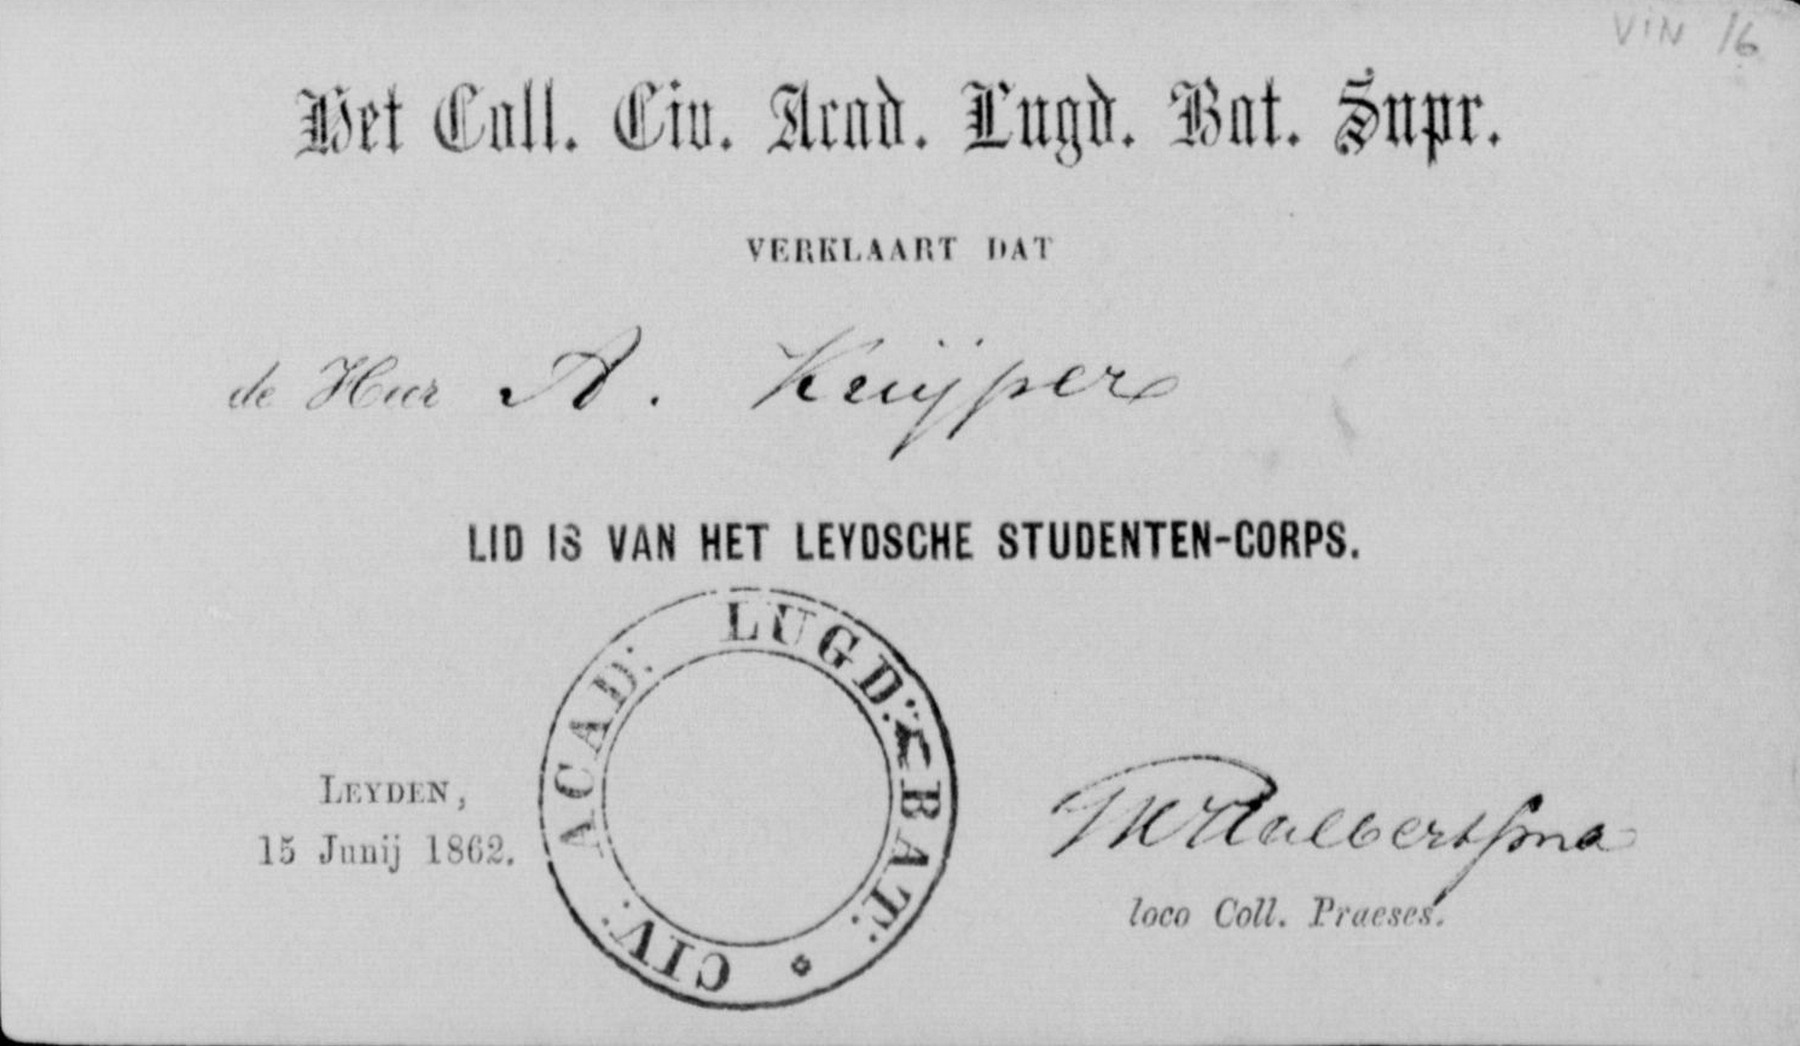 VIN 16
Het Coll. Civ. Acad. Lugd. Bat. Supr.
VERKLAART DAT
de Heer A. Kuijper
LID IS VAN HET LEYDSCHE STUDENTEN-CORPS.
CIV: ACAD: LUGD: BAT:
LEYDEN,
15 Junij 1862.
loco Coll. Praeses.